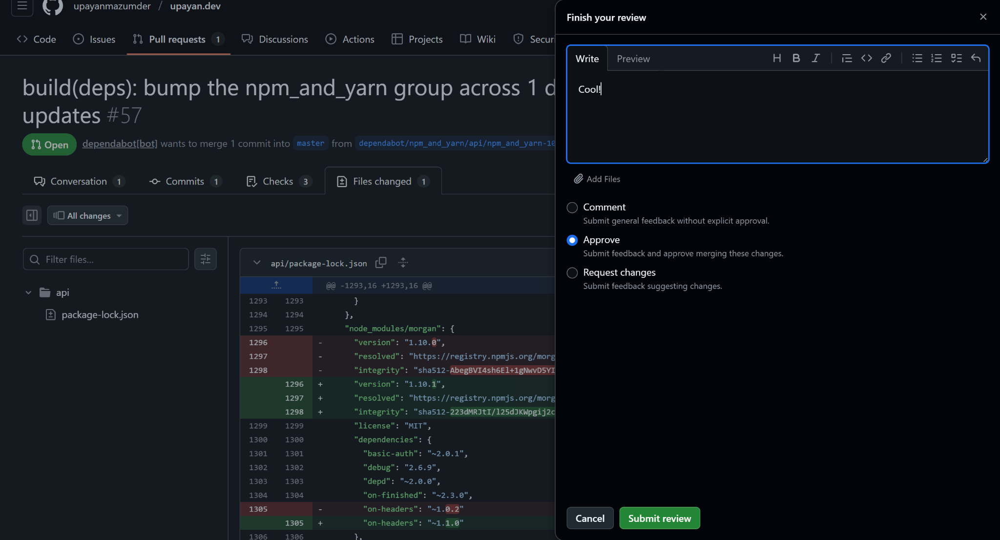 upayanmazumder / upayan.dev
Code
Issues
Pull requests 1
Discussions
Actions
Projects
Wiki
build(deps): bump the npm_and_yarn group across 1
updates #57
Open
dependabot[bot] wants to merge 1 commit into master from dependabot/npm_and_yarn/api/npm_and_yarn-10
Conversation 1
Commits 1
Checks 3
Files changed 1
All changes
Filter files...
api
package-lock.json
api/package-lock.json
@@ -1293,16 +1293,16 @@
1293 1293 }
1294 1294 },
1295 1295 "node_modules/morgan": {
1296 - "version": "1.10.0",
1297 - "resolved": "https://registry.npmjs.org/morg
1298 - "integrity": "sha512-AbegBVI4sh6El+1gNwvD5YI
1296 + "version": "1.10.1",
1297 + "resolved": "https://registry.npmjs.org/morg
1298 + "integrity": "sha512-223dMRJtI/l25dJKWpgij2c
1299 1299 "license": "MIT",
1300 1300 "dependencies": {
1301 1301 "basic-auth": "~2.0.1",
1302 1302 "debug": "2.6.9",
1303 1303 "depd": "~2.0.0",
1304 1304 "on-finished": "~2.3.0",
1305 - "on-headers": "~1.0.2"
1305 + "on-headers": "~1.1.0"
1306 1306 },
Finish your review
Write
Preview
Cool!
Add Files
Comment
Submit general feedback without explicit approval.
Approve
Submit feedback and approve merging these changes.
Request changes
Submit feedback suggesting changes.
Cancel
Submit review